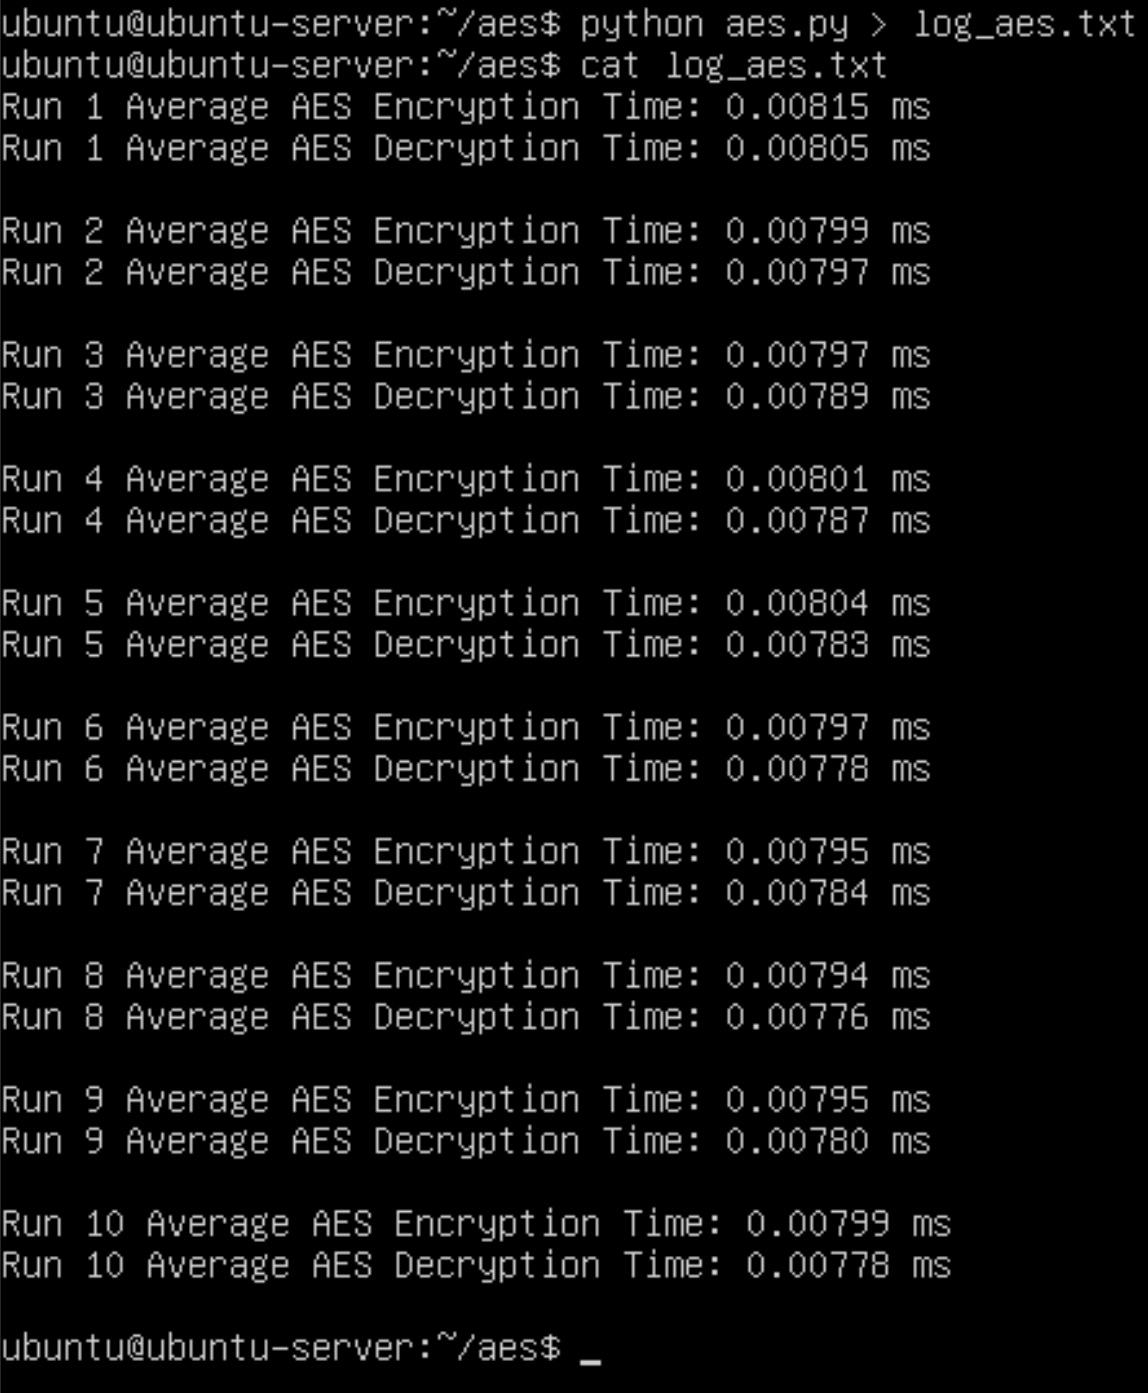 ubuntu@ubuntu-server:~/aes$ python aes.py > log_aes.txt
ubuntu@ubuntu-server:~/aes$ cat log_aes.txt
Run 1 Average AES Encryption Time: 0.00815 ms
Run 1 Average AES Decryption Time: 0.00805 ms

Run 2 Average AES Encryption Time: 0.00799 ms
Run 2 Average AES Decryption Time: 0.00797 ms

Run 3 Average AES Encryption Time: 0.00797 ms
Run 3 Average AES Decryption Time: 0.00789 ms

Run 4 Average AES Encryption Time: 0.00801 ms
Run 4 Average AES Decryption Time: 0.00787 ms

Run 5 Average AES Encryption Time: 0.00804 ms
Run 5 Average AES Decryption Time: 0.00783 ms

Run 6 Average AES Encryption Time: 0.00797 ms
Run 6 Average AES Decryption Time: 0.00778 ms

Run 7 Average AES Encryption Time: 0.00795 ms
Run 7 Average AES Decryption Time: 0.00784 ms

Run 8 Average AES Encryption Time: 0.00794 ms
Run 8 Average AES Decryption Time: 0.00776 ms

Run 9 Average AES Encryption Time: 0.00795 ms
Run 9 Average AES Decryption Time: 0.00780 ms

Run 10 Average AES Encryption Time: 0.00799 ms
Run 10 Average AES Decryption Time: 0.00778 ms

ubuntu@ubuntu-server:~/aes$ _